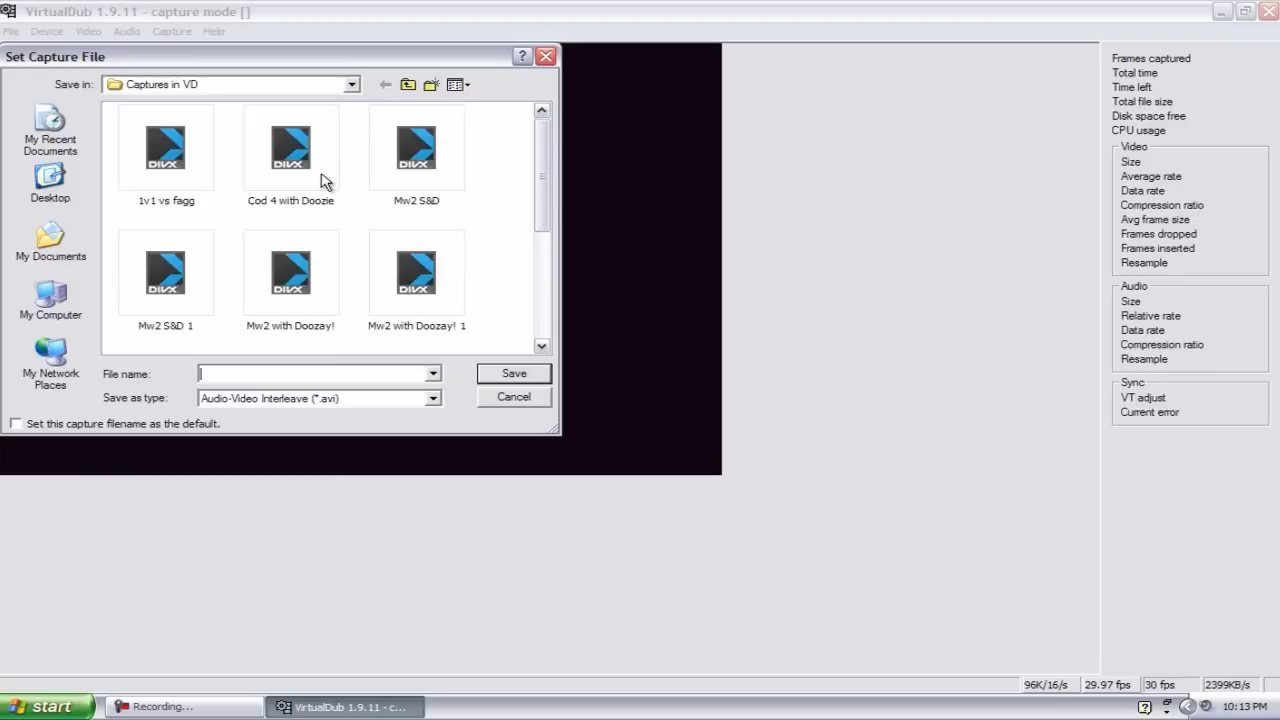 VirtualDub 1.9.11 - capture mode []
File Device Video Audio Capture Help
Set Capture File
Save in: Captures in VD
My Recent Documents
Desktop
My Documents
My Computer
My Network Places
DIVX DIVX DIVX
1v1 vs fagg Cod 4 with Doozie Mw2 S&D
DIVX DIVX DIVX
Mw2 S&D 1 Mw2 with Doozay! Mw2 with Doozay! 1
File name: Save
Save as type: Audio-Video Interleave (*.avi) Cancel
Set this capture filename as the default.
Frames captured
Total time
Time left
Total file size
Disk space free
CPU usage
Video
Size
Average rate
Data rate
Compression ratio
Avg frame size
Frames dropped
Frames inserted
Resample
Audio
Size
Relative rate
Data rate
Compression ratio
Resample
Sync
VT adjust
Current error
96K/16/s 29.97 fps 30 fps 2399KB/s
start Recording... VirtualDub 1.9.11 - c... 10:13 PM